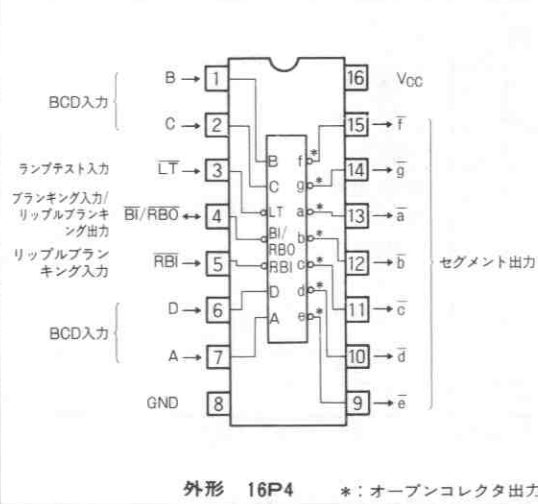 BCD入力
B → 1
C → 2
ランプテスト入力
L̅T̅ → 3
ブランキング入力/
リップルブランキ
ング出力
B̅I̅/R̅B̅O̅ ↔ 4
リップルブラン
キング入力
R̅B̅I̅ → 5
BCD入力
D → 6
A → 7
GND 8
B
C
LT
BI/
RBO
RBI
D
A
f *
g *
a *
b *
c *
d *
e *
16 VCC
15 → f̅
14 → g̅
13 → a̅
12 → b̅
11 → c̅
10 → d̅
9 → e̅
セグメント出力
外形 16P4 *：オープンコレクタ出力